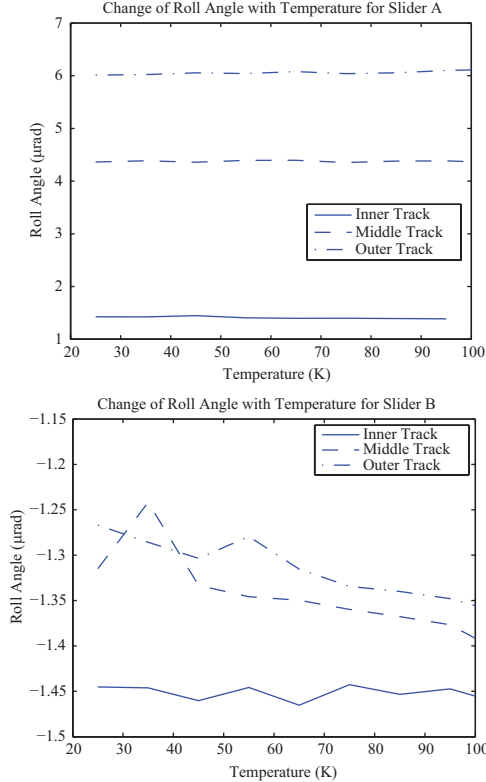 Change of Roll Angle with Temperature for Slider A
7
6
5
4
3
2
1
Roll Angle (μrad)
Inner Track
Middle Track
Outer Track
20 30 40 50 60 70 80 90 100
Temperature (K)
Change of Roll Angle with Temperature for Slider B
−1.15
−1.2
−1.25
−1.3
−1.35
−1.4
−1.45
−1.5
Roll Angle (μrad)
Inner Track
Middle Track
Outer Track
20 30 40 50 60 70 80 90 100
Temperature (K)